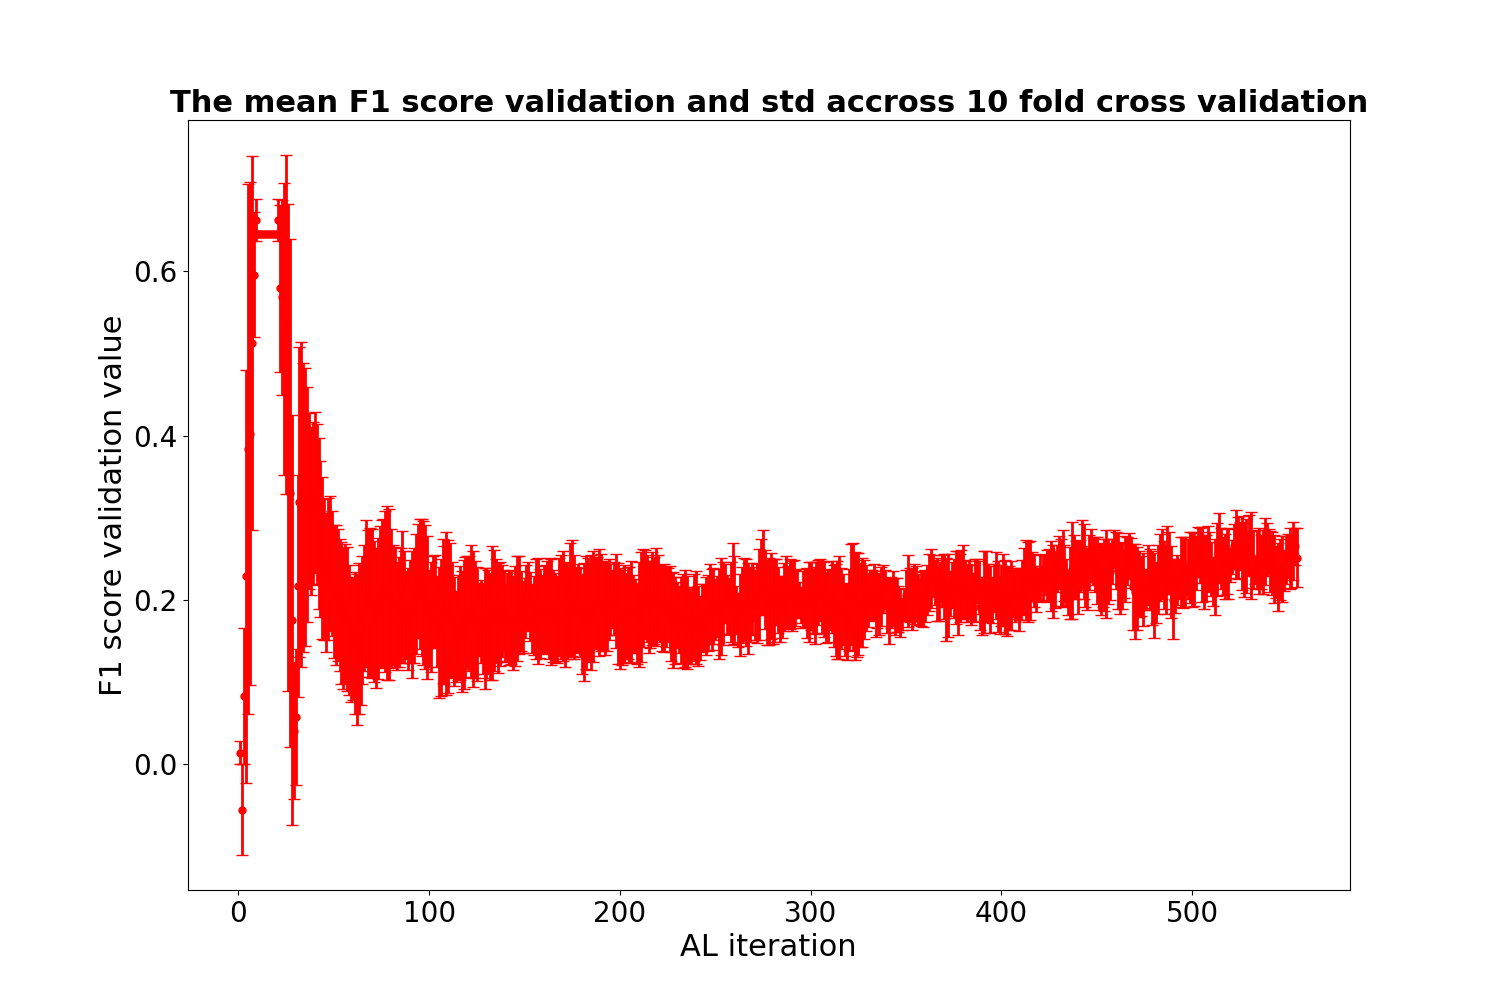 The mean F1 score validation and std accross 10 fold cross validation
F1 score validation value
0.6
0.4
0.2
0.0
0 100 200 300 400 500
AL iteration